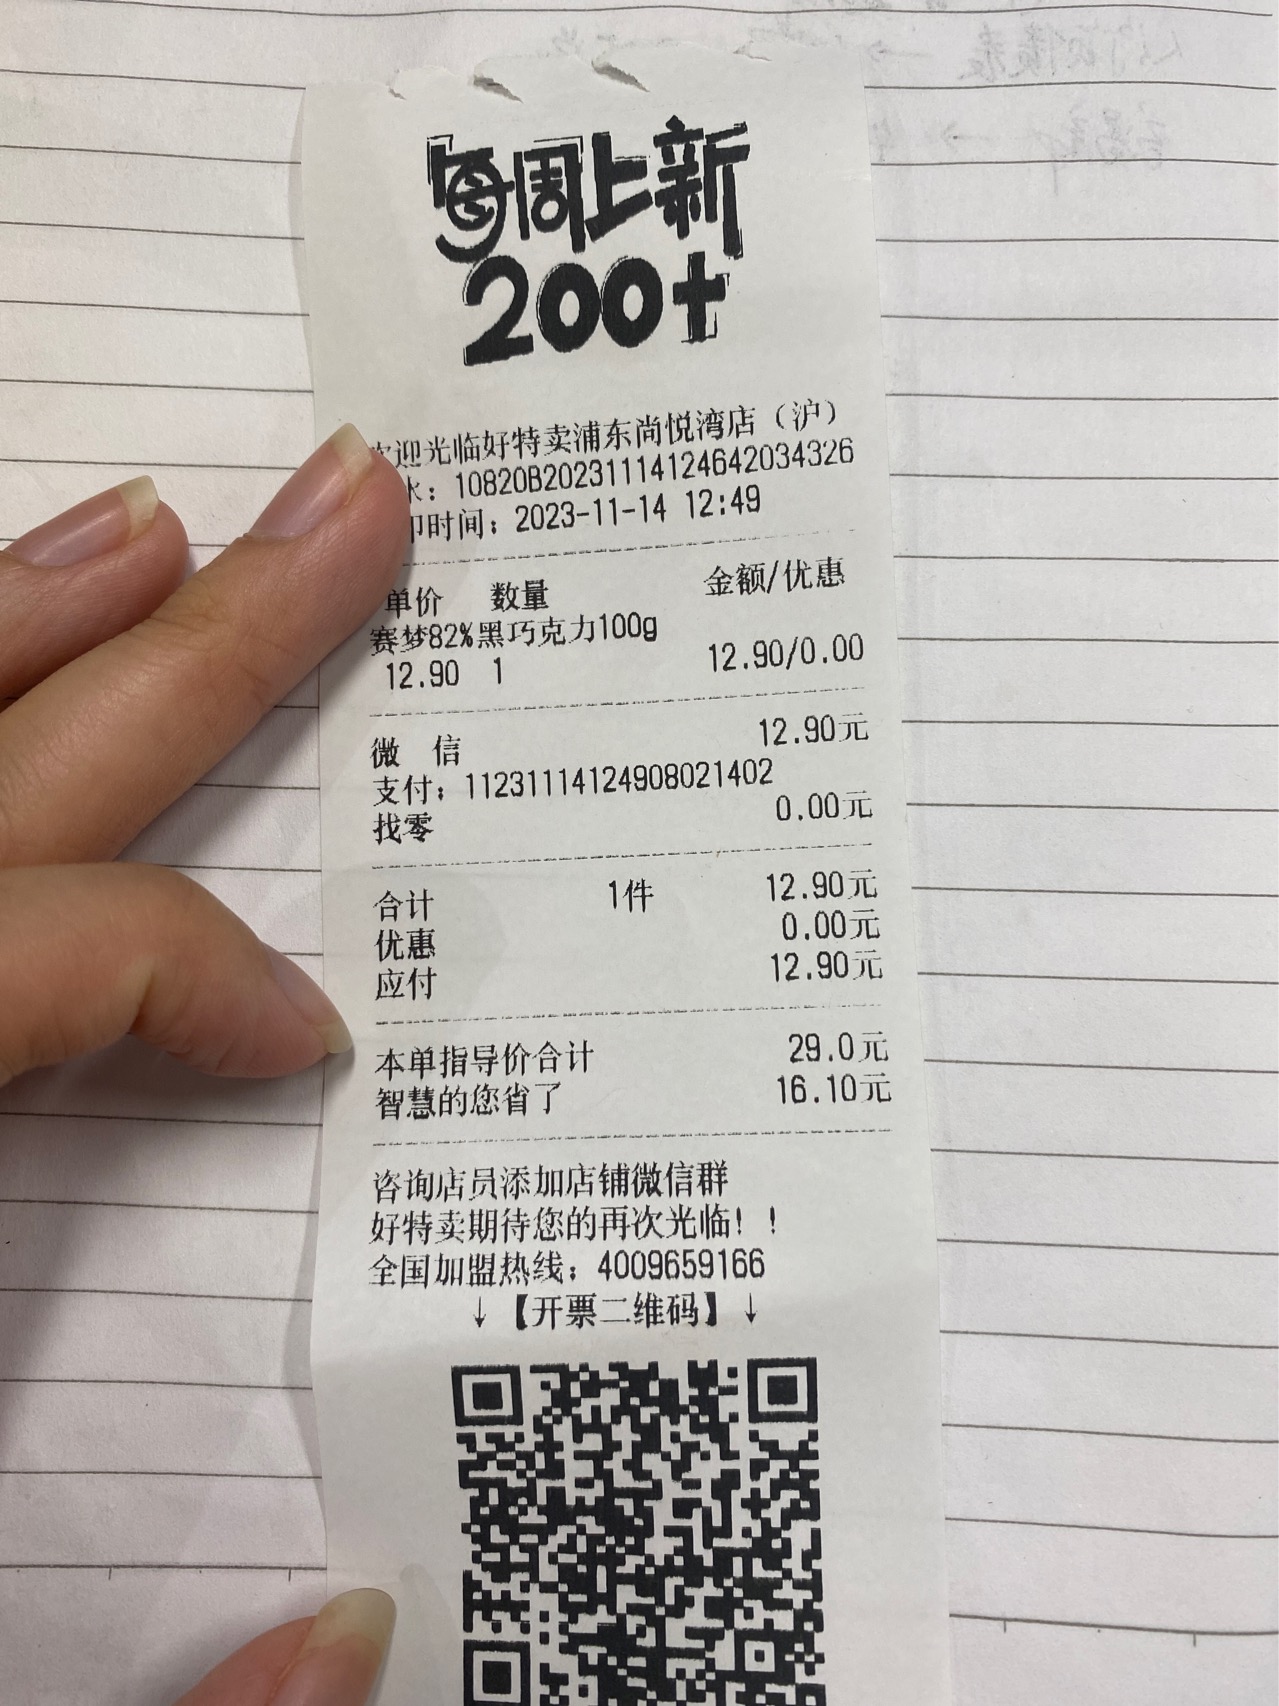 每周上新
200+
欢迎光临好特卖浦东尚悦湾店（沪）
水：10820B20231114124642034326
印时间：2023-11-14 12:49
单价 数量 金额/优惠
赛梦82%黑巧克力100g
12.90 1 12.90/0.00
微 信 12.90元
支付：11231114124908021402
找零 0.00元
合计 1件 12.90元
优惠 0.00元
应付 12.90元
本单指导价合计 29.0元
智慧的您省了 16.10元
咨询店员添加店铺微信群
好特卖期待您的再次光临！！
全国加盟热线：4009659166
↓【开票二维码】↓